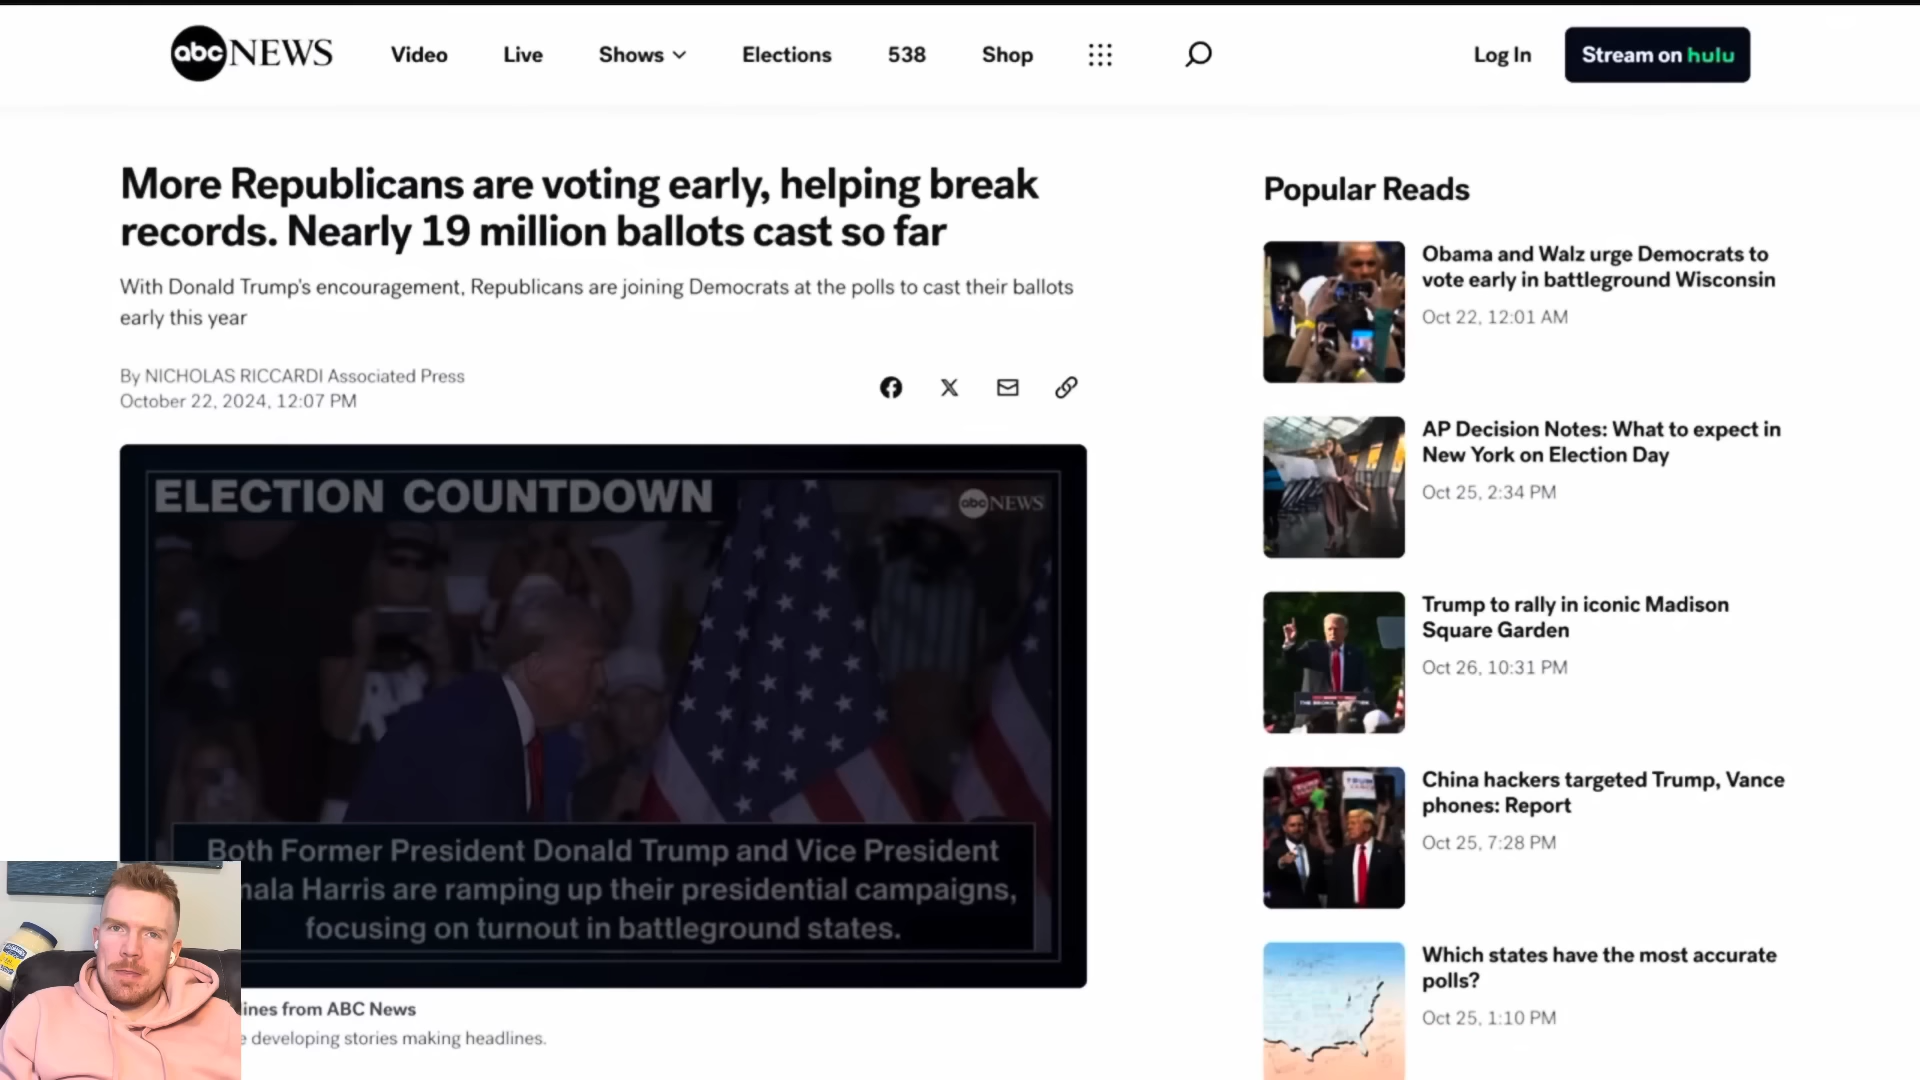 abc NEWS
Video
Live
Shows
Elections
538
Shop
Log In
Stream on hulu
More Republicans are voting early, helping break
records. Nearly 19 million ballots cast so far
With Donald Trump's encouragement, Republicans are joining Democrats at the polls to cast their ballots
early this year
By NICHOLAS RICCARDI Associated Press
October 22, 2024, 12:07 PM
ELECTION COUNTDOWN
abc NEWS
Both Former President Donald Trump and Vice President
mala Harris are ramping up their presidential campaigns,
focusing on turnout in battleground states.
ines from ABC News
developing stories making headlines.
Popular Reads
Obama and Walz urge Democrats to
vote early in battleground Wisconsin
Oct 22, 12:01 AM
AP Decision Notes: What to expect in
New York on Election Day
Oct 25, 2:34 PM
Trump to rally in iconic Madison
Square Garden
Oct 26, 10:31 PM
China hackers targeted Trump, Vance
phones: Report
Oct 25, 7:28 PM
Which states have the most accurate
polls?
Oct 25, 1:10 PM